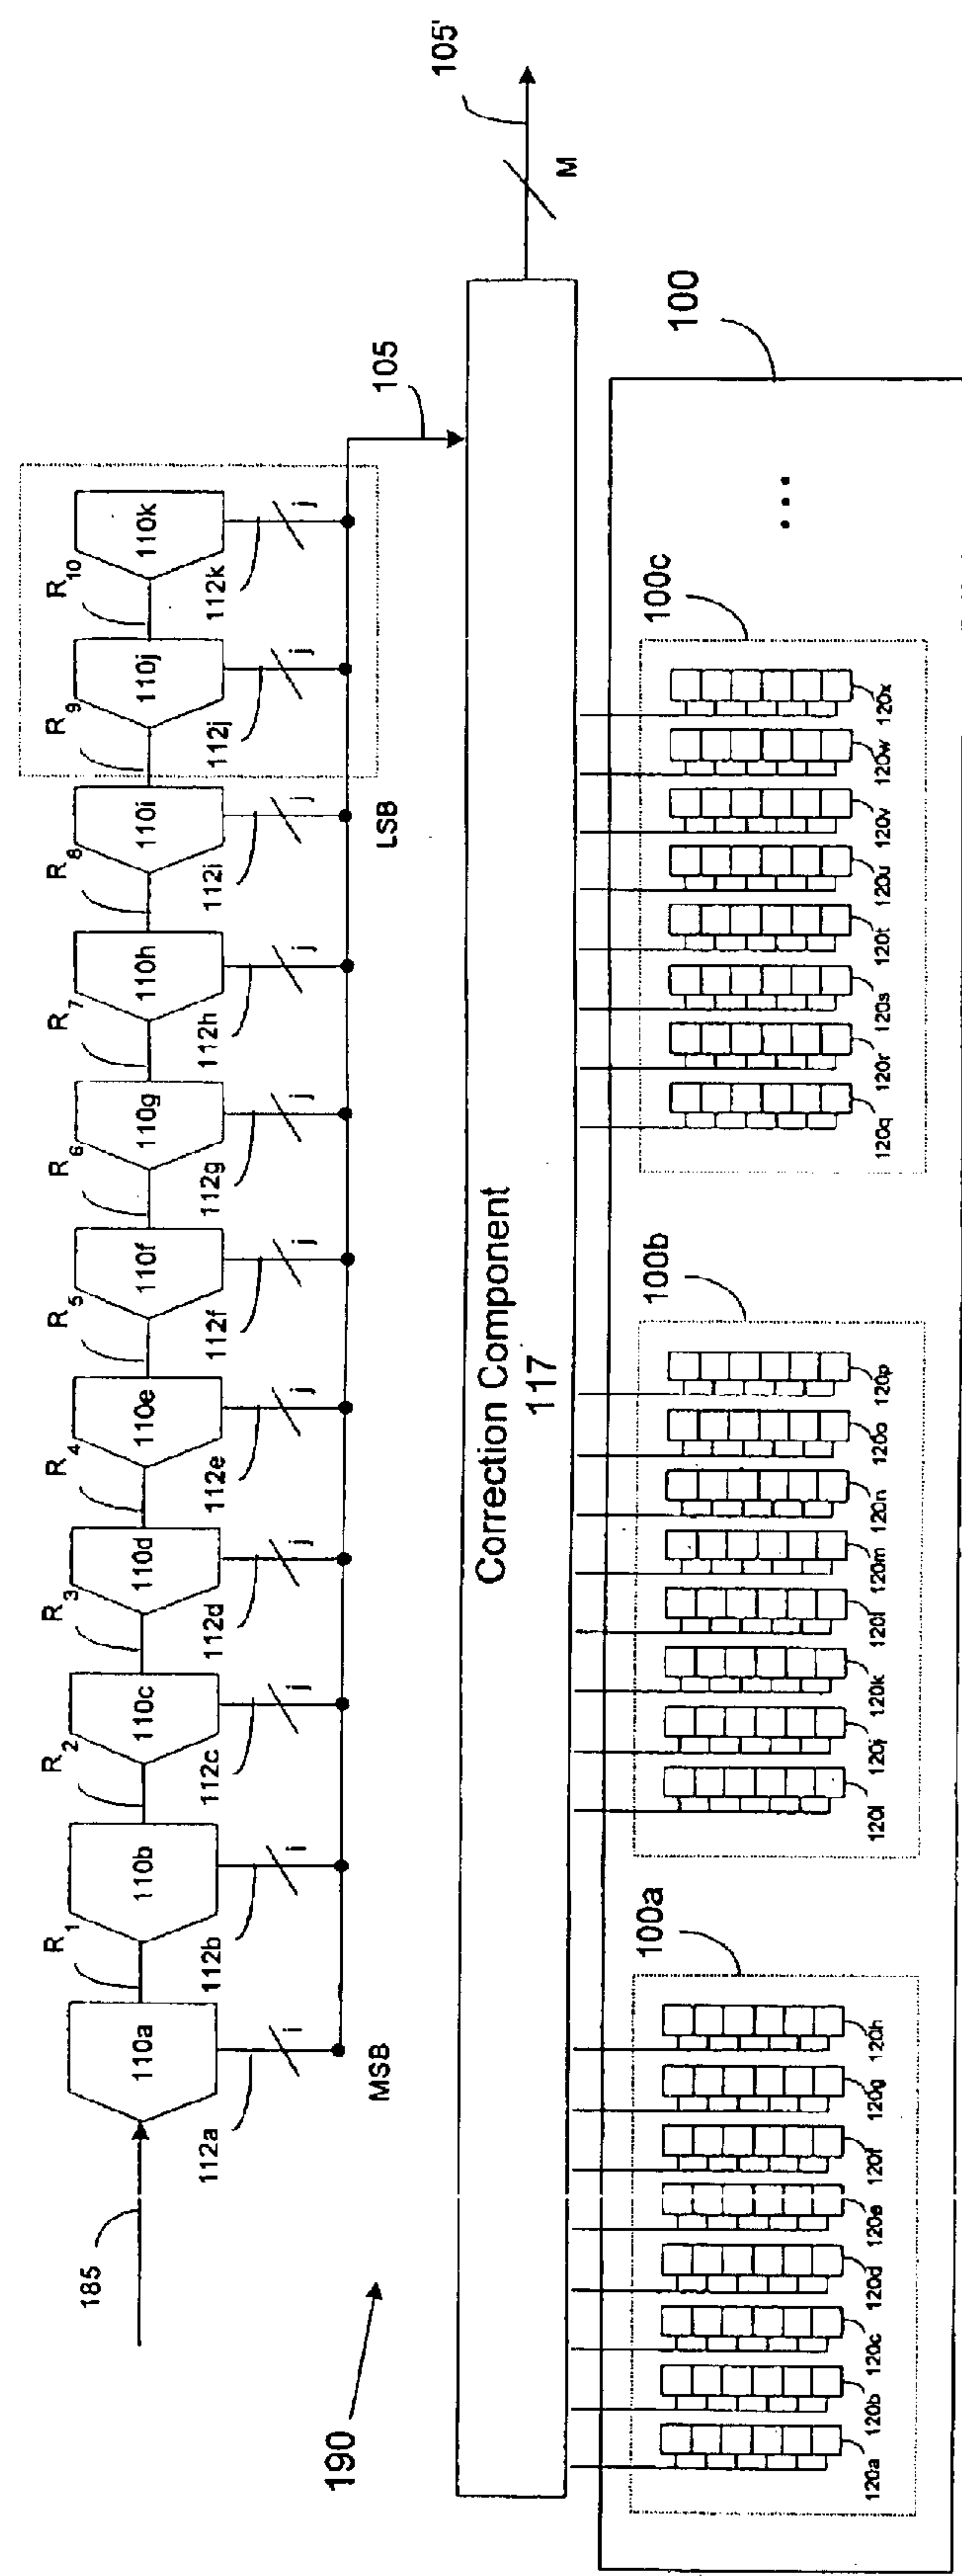 185
190
110a
R1
110b
R2
110c
R3
110d
R4
110e
R5
110f
R6
110g
R7
110h
R8
110i
R9
110j
R10
110k
112a
i
112b
i
112c
j
112d
j
112e
j
112f
j
112g
j
112h
j
112i
j
112j
j
112k
j
MSB
LSB
105
Correction Component
117
M
105'
100
100a
120a
120b
120c
120d
120e
120f
120g
120h
100b
120I
120j
120k
120l
120m
120n
120o
120p
100c
120q
120r
120s
120t
120u
120v
120w
120x
...